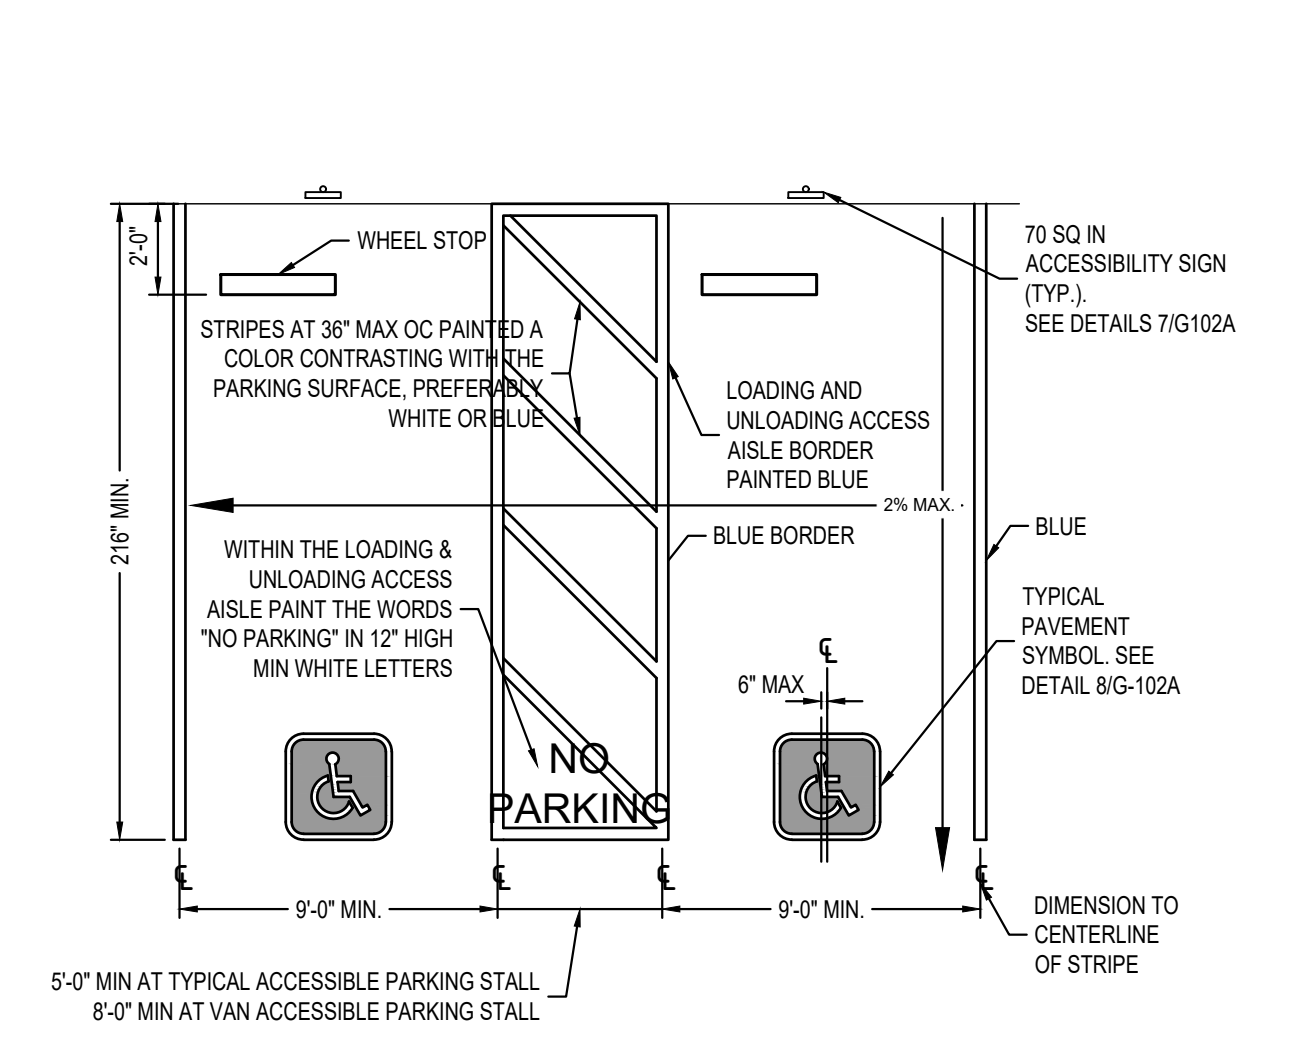 2'-0"
WHEEL STOP
70 SQ IN
ACCESSIBILITY SIGN
(TYP.).
SEE DETAILS 7/G102A
STRIPES AT 36" MAX OC PAINTED A
COLOR CONTRASTING WITH THE
PARKING SURFACE, PREFERABLY
WHITE OR BLUE
LOADING AND
UNLOADING ACCESS
AISLE BORDER
PAINTED BLUE
216" MIN.
2% MAX.
BLUE BORDER
BLUE
WITHIN THE LOADING &
UNLOADING ACCESS
AISLE PAINT THE WORDS
"NO PARKING" IN 12" HIGH
MIN WHITE LETTERS
TYPICAL
PAVEMENT
SYMBOL. SEE
DETAIL 8/G-102A
CL
6" MAX
NO
PARKING
CL
CL
CL
CL
9'-0" MIN.
9'-0" MIN.
DIMENSION TO
CENTERLINE
OF STRIPE
5'-0" MIN AT TYPICAL ACCESSIBLE PARKING STALL
8'-0" MIN AT VAN ACCESSIBLE PARKING STALL